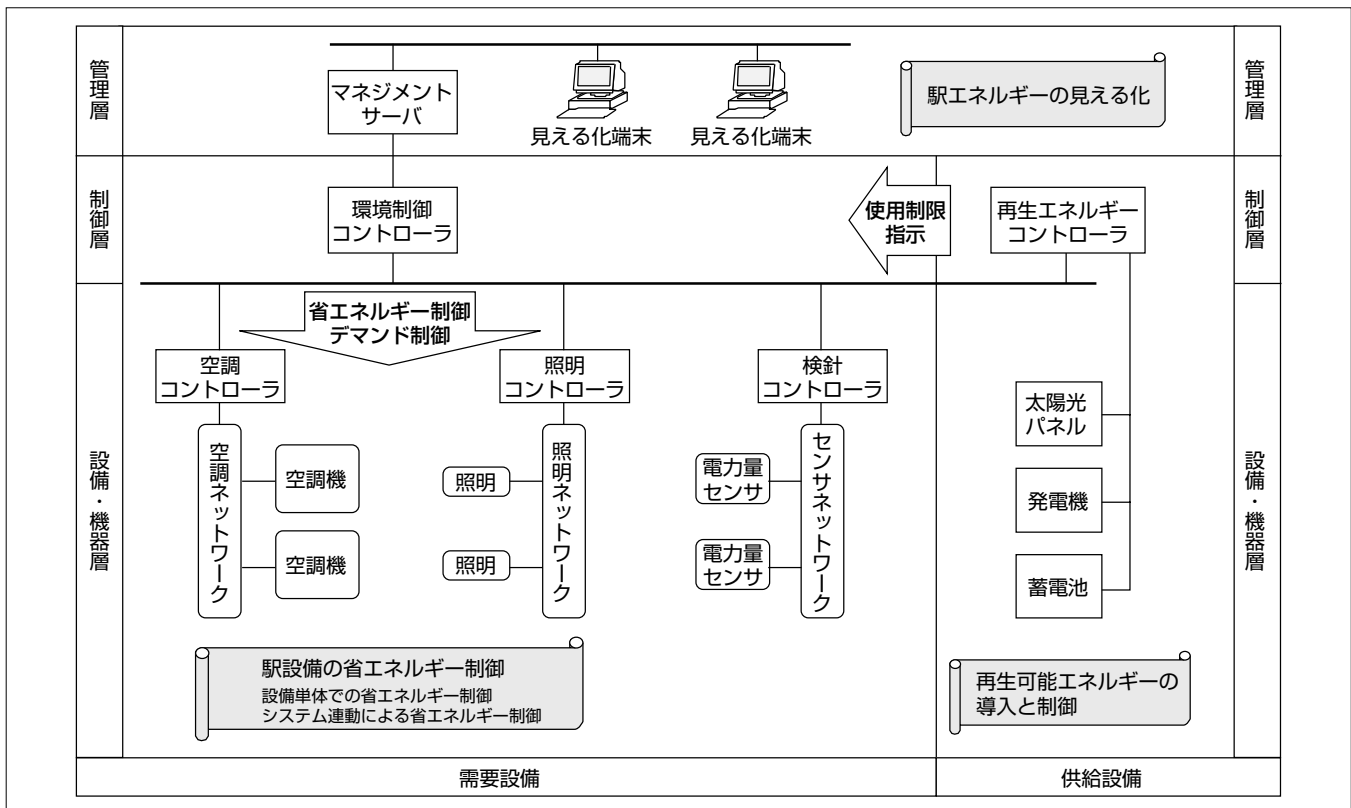 管理層
マネジメント
サーバ
見える化端末
見える化端末
駅エネルギーの見える化
管理層
制御層
環境制御
コントローラ
使用制限
指示
再生エネルギー
コントローラ
制御層
設備・機器層
省エネルギー制御
デマンド制御
空調
コントローラ
照明
コントローラ
検針
コントローラ
空調ネットワーク
空調機
空調機
照明
照明
照明ネットワーク
電力量
センサ
電力量
センサ
センサネットワーク
太陽光
パネル
発電機
蓄電池
設備・機器層
駅設備の省エネルギー制御
設備単体での省エネルギー制御
システム連動による省エネルギー制御
再生可能エネルギーの
導入と制御
需要設備
供給設備